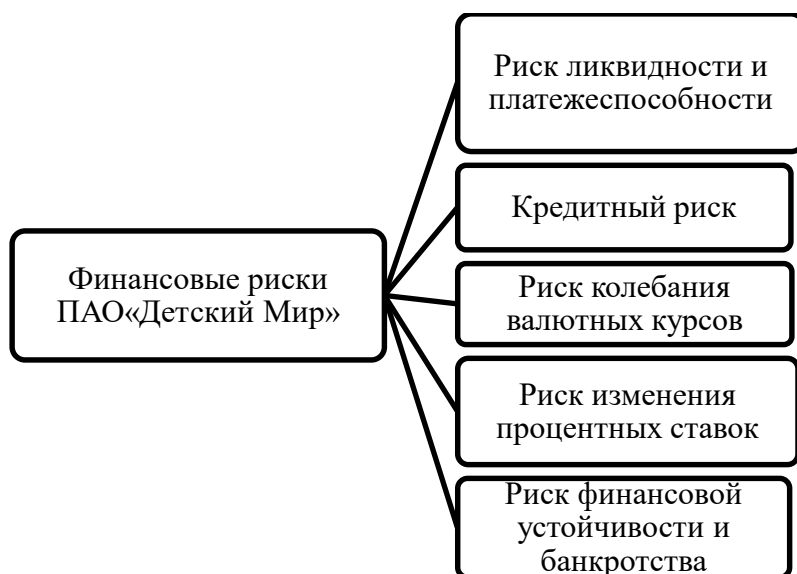 Риск ликвидности и
платежеспособности
Кредитный риск
Финансовые риски
ПАО«Детский Мир»
Риск колебания
валютных курсов
Риск изменения
процентных ставок
Риск финансовой
устойчивости и
банкротства